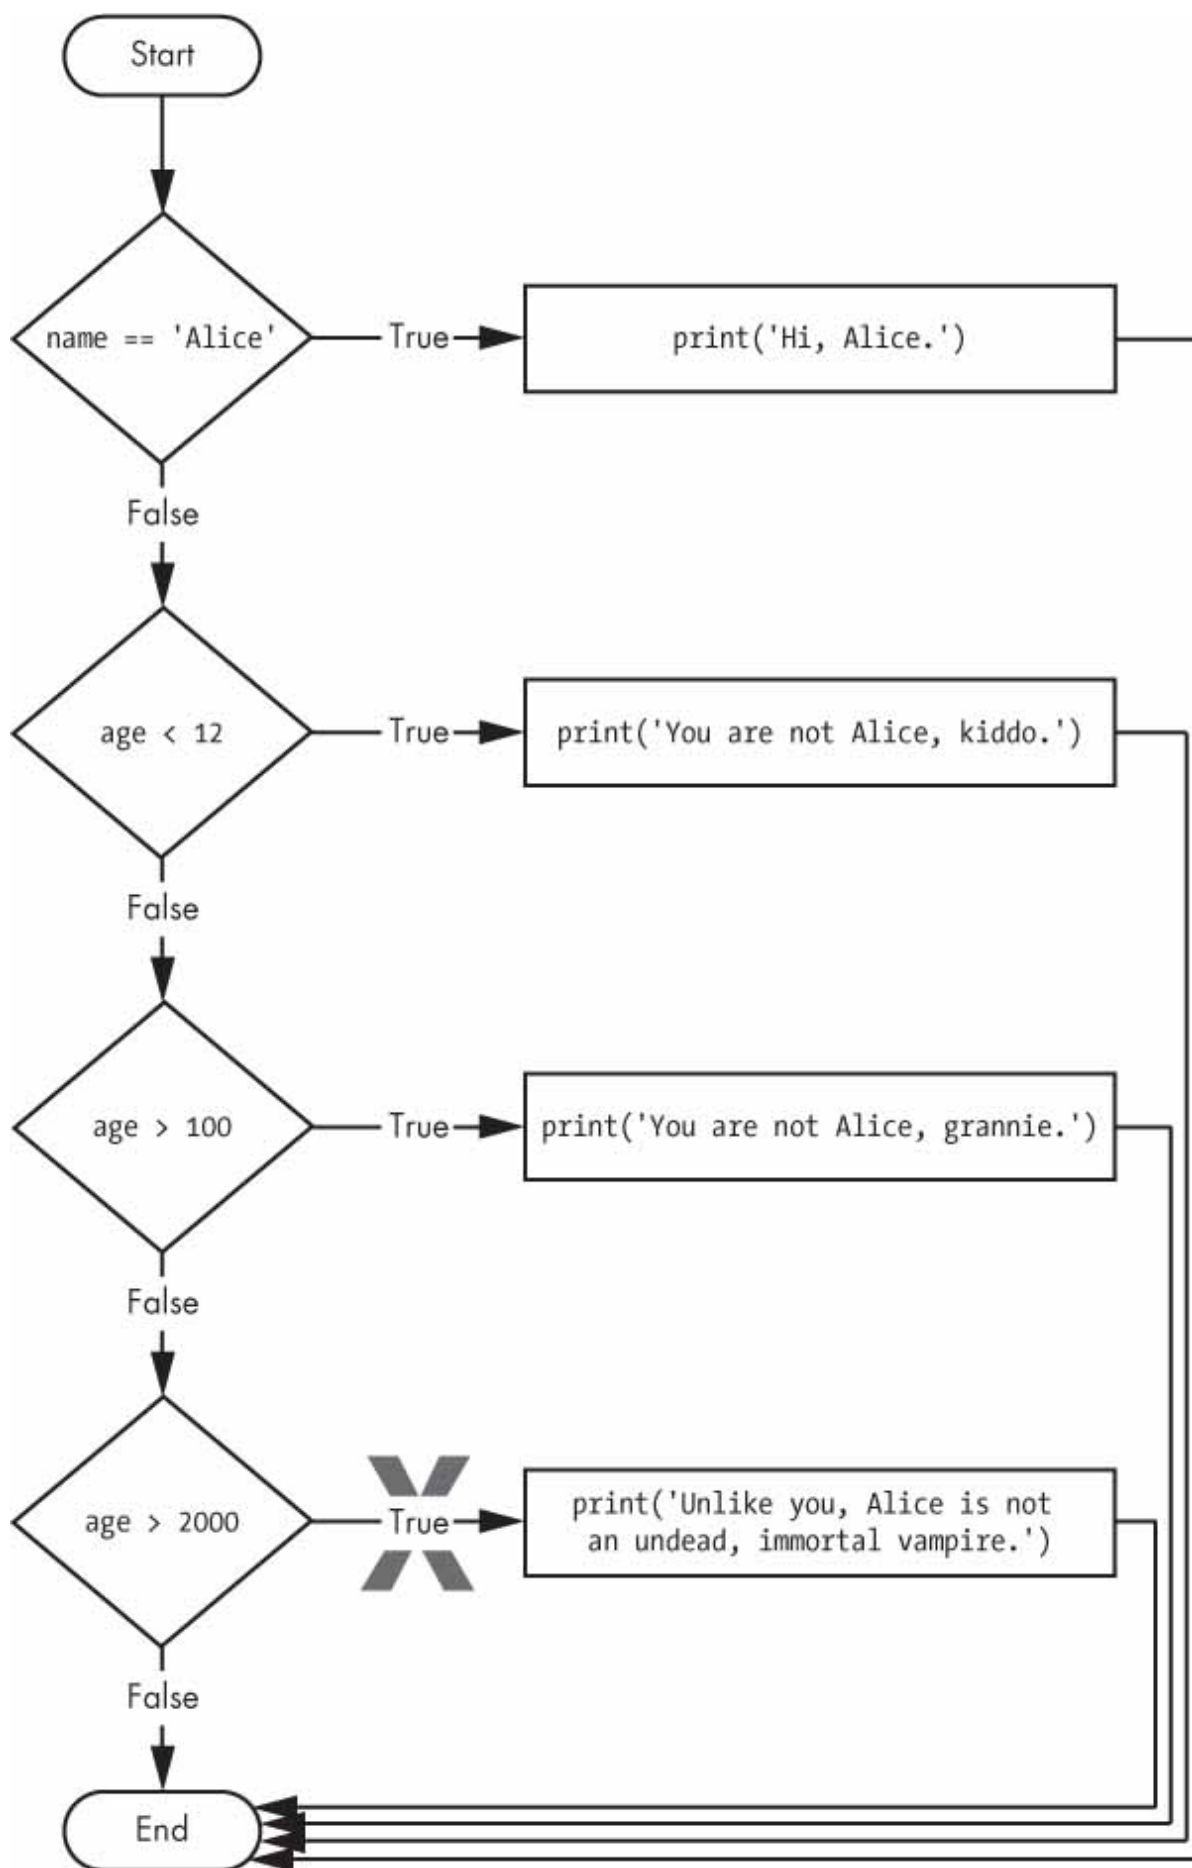 Start
name == 'Alice'
True
print('Hi, Alice.')
False
age < 12
True
print('You are not Alice, kiddo.')
False
age > 100
True
print('You are not Alice, grannie.')
False
age > 2000
True
print('Unlike you, Alice is not
an undead, immortal vampire.')
False
End